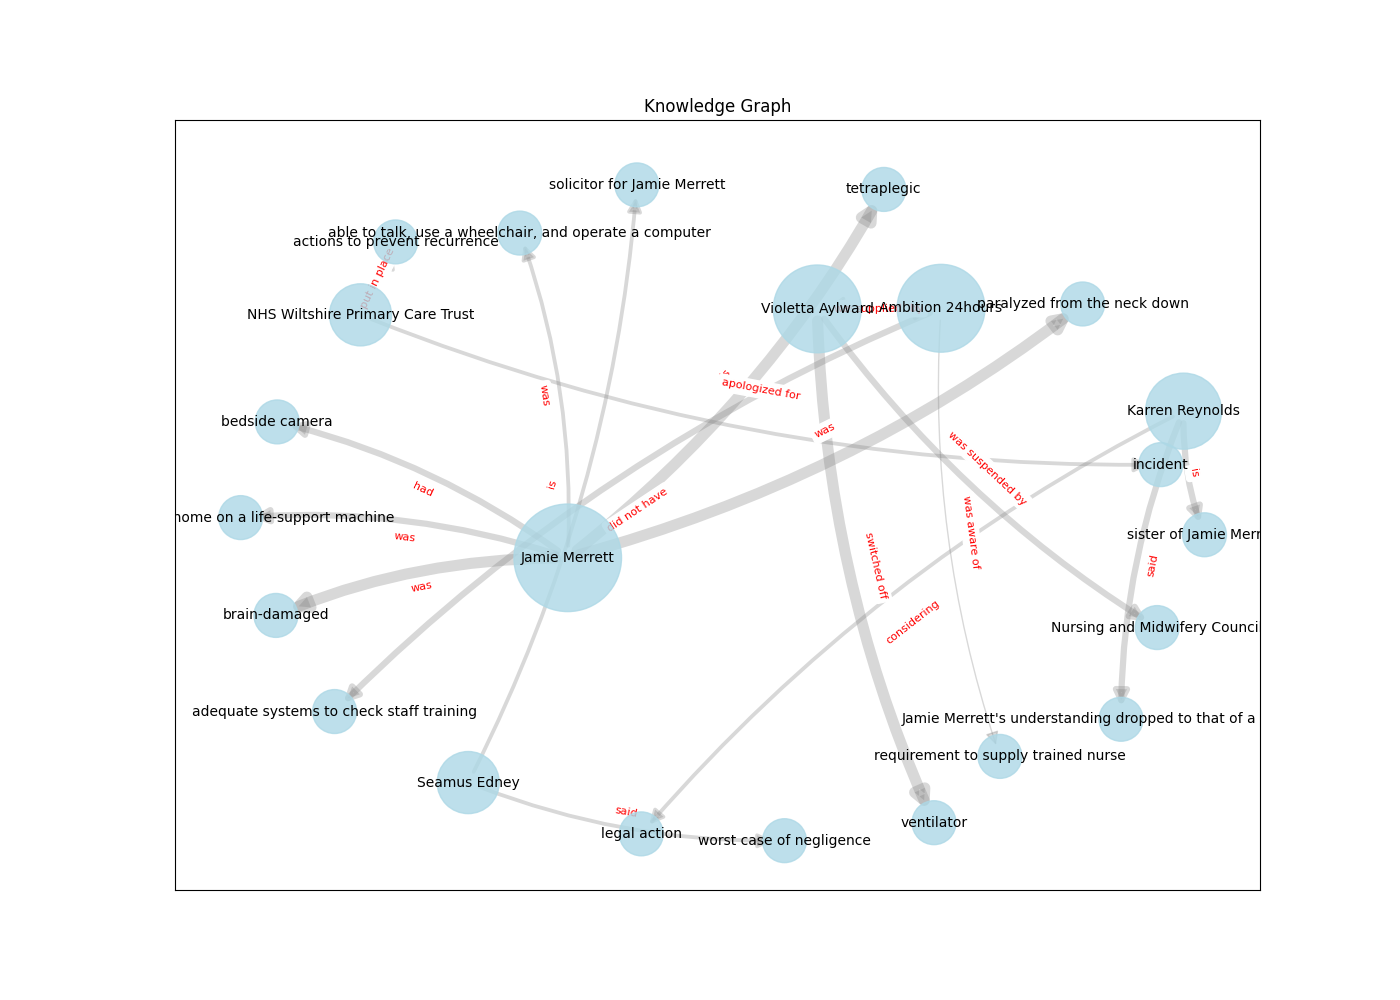 Knowledge Graph
solicitor for Jamie Merrett
tetraplegic
able to talk, use a wheelchair, and operate a computer
actions to prevent recurrence
put in place
NHS Wiltshire Primary Care Trust
Violetta Aylward
Ambition 24hours
paralyzed from the neck down
apologized for
was
Karren Reynolds
bedside camera
was
incident
is
was suspended by
had
is
did not have
home on a life-support machine
was
was aware of
sister of Jamie Merr
Jamie Merrett
switched off
said
was
brain-damaged
considering
Nursing and Midwifery Counci
adequate systems to check staff training
Jamie Merrett's understanding dropped to that of a
requirement to supply trained nurse
Seamus Edney
said
legal action
worst case of negligence
ventilator